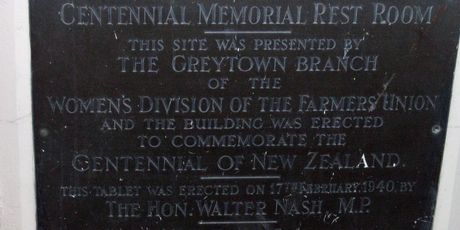 CENTENNIAL MEMORIAL REST ROOM
THIS SITE WAS PRESENTED BY
THE GREYTOWN BRANCH
OF THE
WOMEN'S DIVISION OF THE FARMERS' UNION
AND THE BUILDING WAS ERECTED
TO COMMEMORATE THE
CENTENNIAL OF NEW ZEALAND.
THIS TABLET WAS ERECTED ON 17TH FEBRUARY 1940, BY
THE HON. WALTER NASH, M.P.